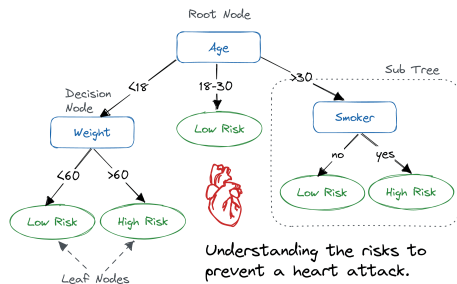 Root Node
Age
<18
18-30
>30
Sub Tree
Decision
Node
Weight
Low Risk
Smoker
no
yes
<60
>60
Low Risk
High Risk
Low Risk
High Risk
Leaf Nodes
Understanding the risks to
prevent a heart attack.